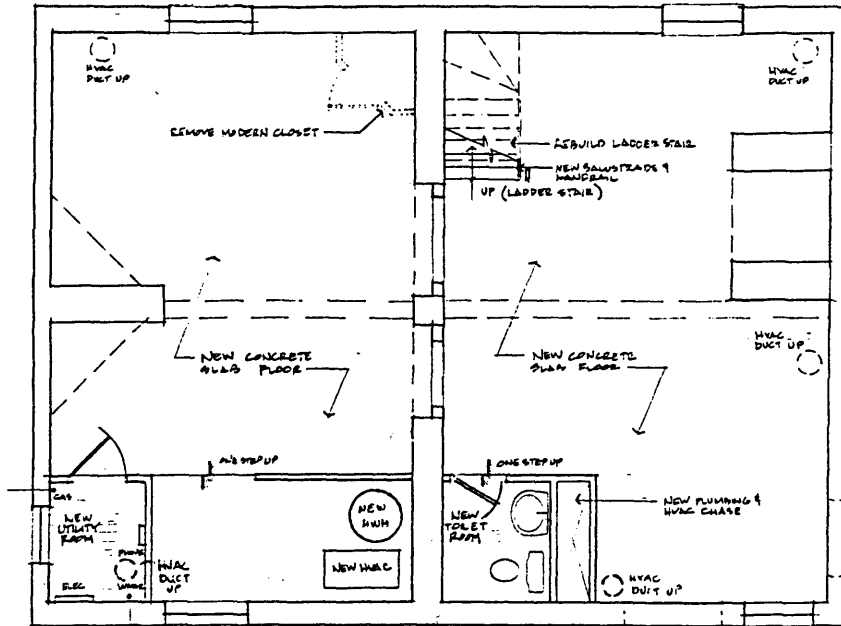 HVAC
DUCT UP
HVAC
DUCT UP
REMOVE MODERN CLOSET
REBUILD LADDER STAIR
NEW BALUSTRADE &
HANDRAIL
UP (LADDER STAIR)
HVAC
DUCT UP
NEW CONCRETE
SLAB FLOOR
NEW CONCRETE
SLAB FLOOR
ONE STEP UP
ONE STEP UP
GAS
NEW
UTILITY
ROOM
PHONE
HVAC
DUCT
UP
ELEC
NEW
HWH
NEW HVAC
NEW
TOILET
ROOM
NEW PLUMBING &
HVAC CHASE
HVAC
DUCT UP